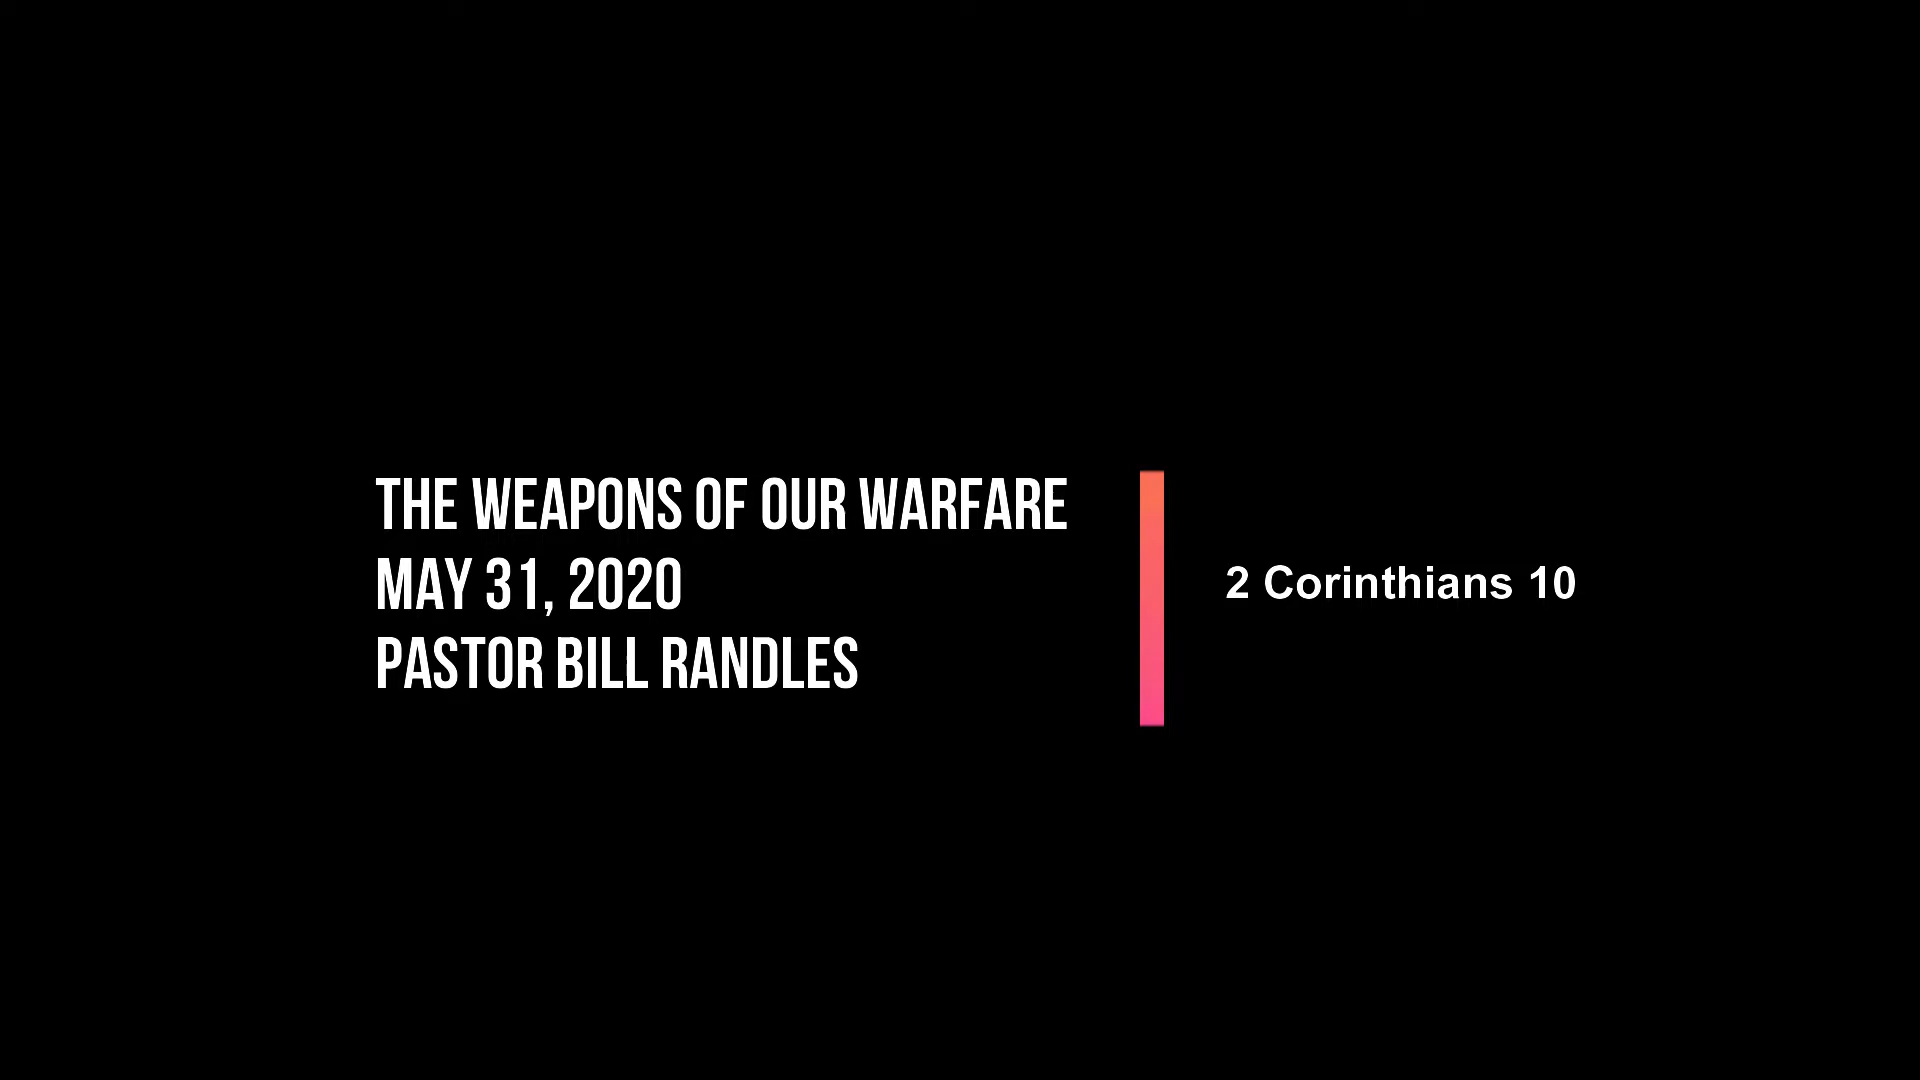 THE WEAPONS OF OUR WARFARE
MAY 31, 2020
PASTOR BILL RANDLES
2 Corinthians 10